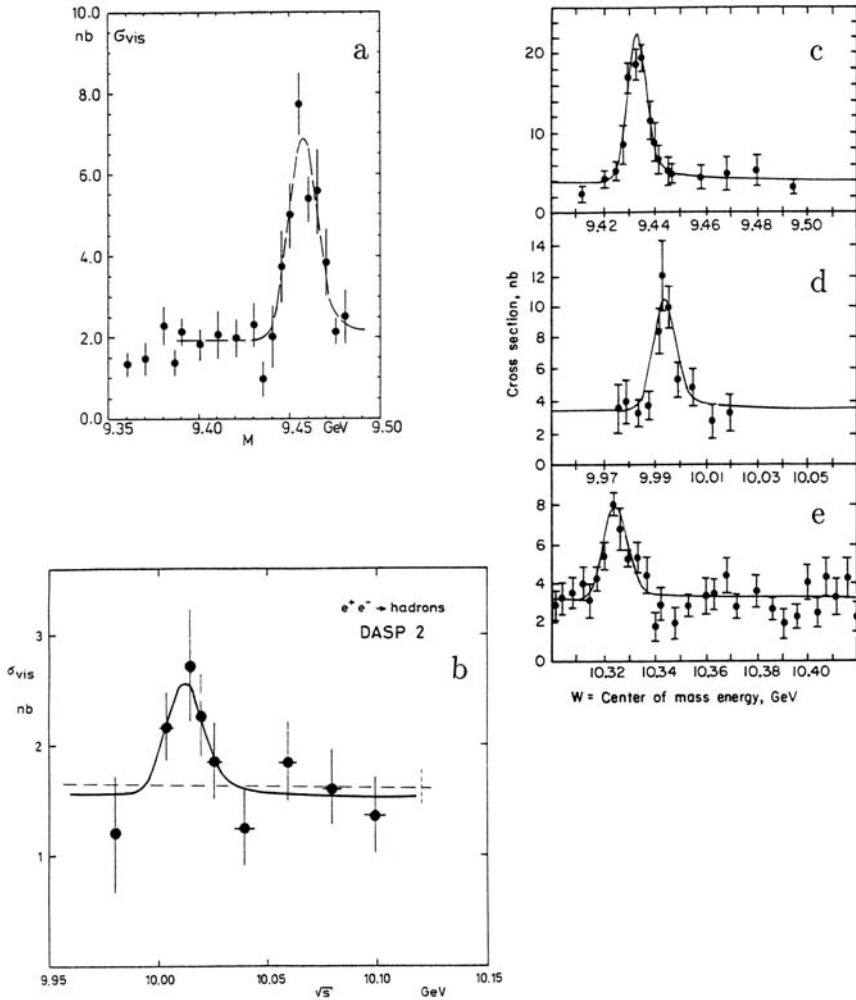 10.0
nb σvis
a
8.0
6.0
4.0
2.0
0.0
9.35 9.40 9.45 9.50
M GeV
e⁺e⁻ → hadrons
DASP 2
b
3
σvis
nb
2
1
9.95 10.00 10.05 10.10 10.15
√s GeV
c
20
10
0
9.42 9.44 9.46 9.48 9.50
14
d
12
10
8
6
4
2
0
9.97 9.99 10.01 10.03 10.05
Cross section, nb
8
e
6
4
2
0
10.32 10.34 10.36 10.38 10.40
W = Center of mass energy, GeV